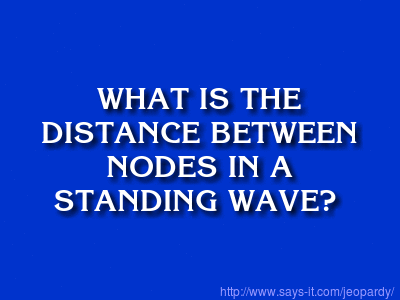 WHAT IS THE
DISTANCE BETWEEN
NODES IN A
STANDING WAVE?
http://www.says-it.com/jeopardy/